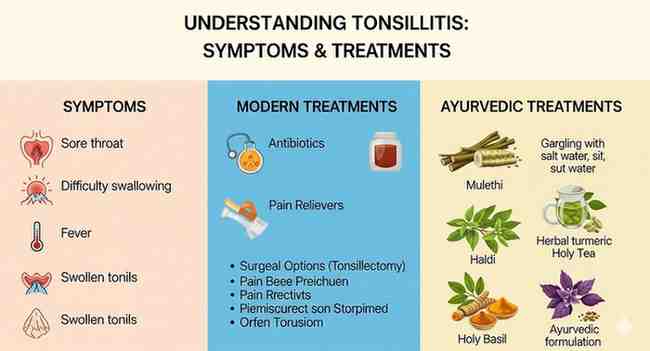 UNDERSTANDING TONSILLITIS:
SYMPTOMS & TREATMENTS
SYMPTOMS
Sore throat
Difficulty swallowing
Fever
Swollen tonils
Swollen tonils
MODERN TREATMENTS
Antibiotics
Pain Relievers
• Surgeal Options (Tonsillectomy)
• Pain Beee Preichuen
• Pain Rrectivts
• Piemiscurect son Storpimed
• Orfen Torusiom
AYURVEDIC TREATMENTS
Mulethi
Gargling with
salt water, sit,
sut water
Haldi
Herbal turmeric
Holy Tea
Holy Basil
Ayurvedic
formulation